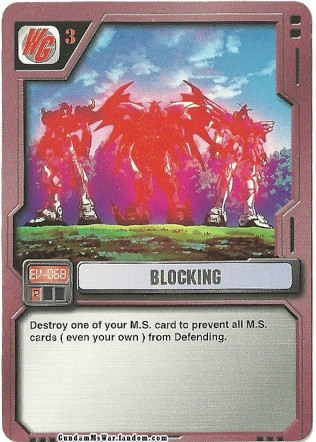 WG 3
EV-068
R
BLOCKING
Destroy one of your M.S. card to prevent all M.S.
cards ( even your own ) from Defending.
GundamMsWar.fandom.com